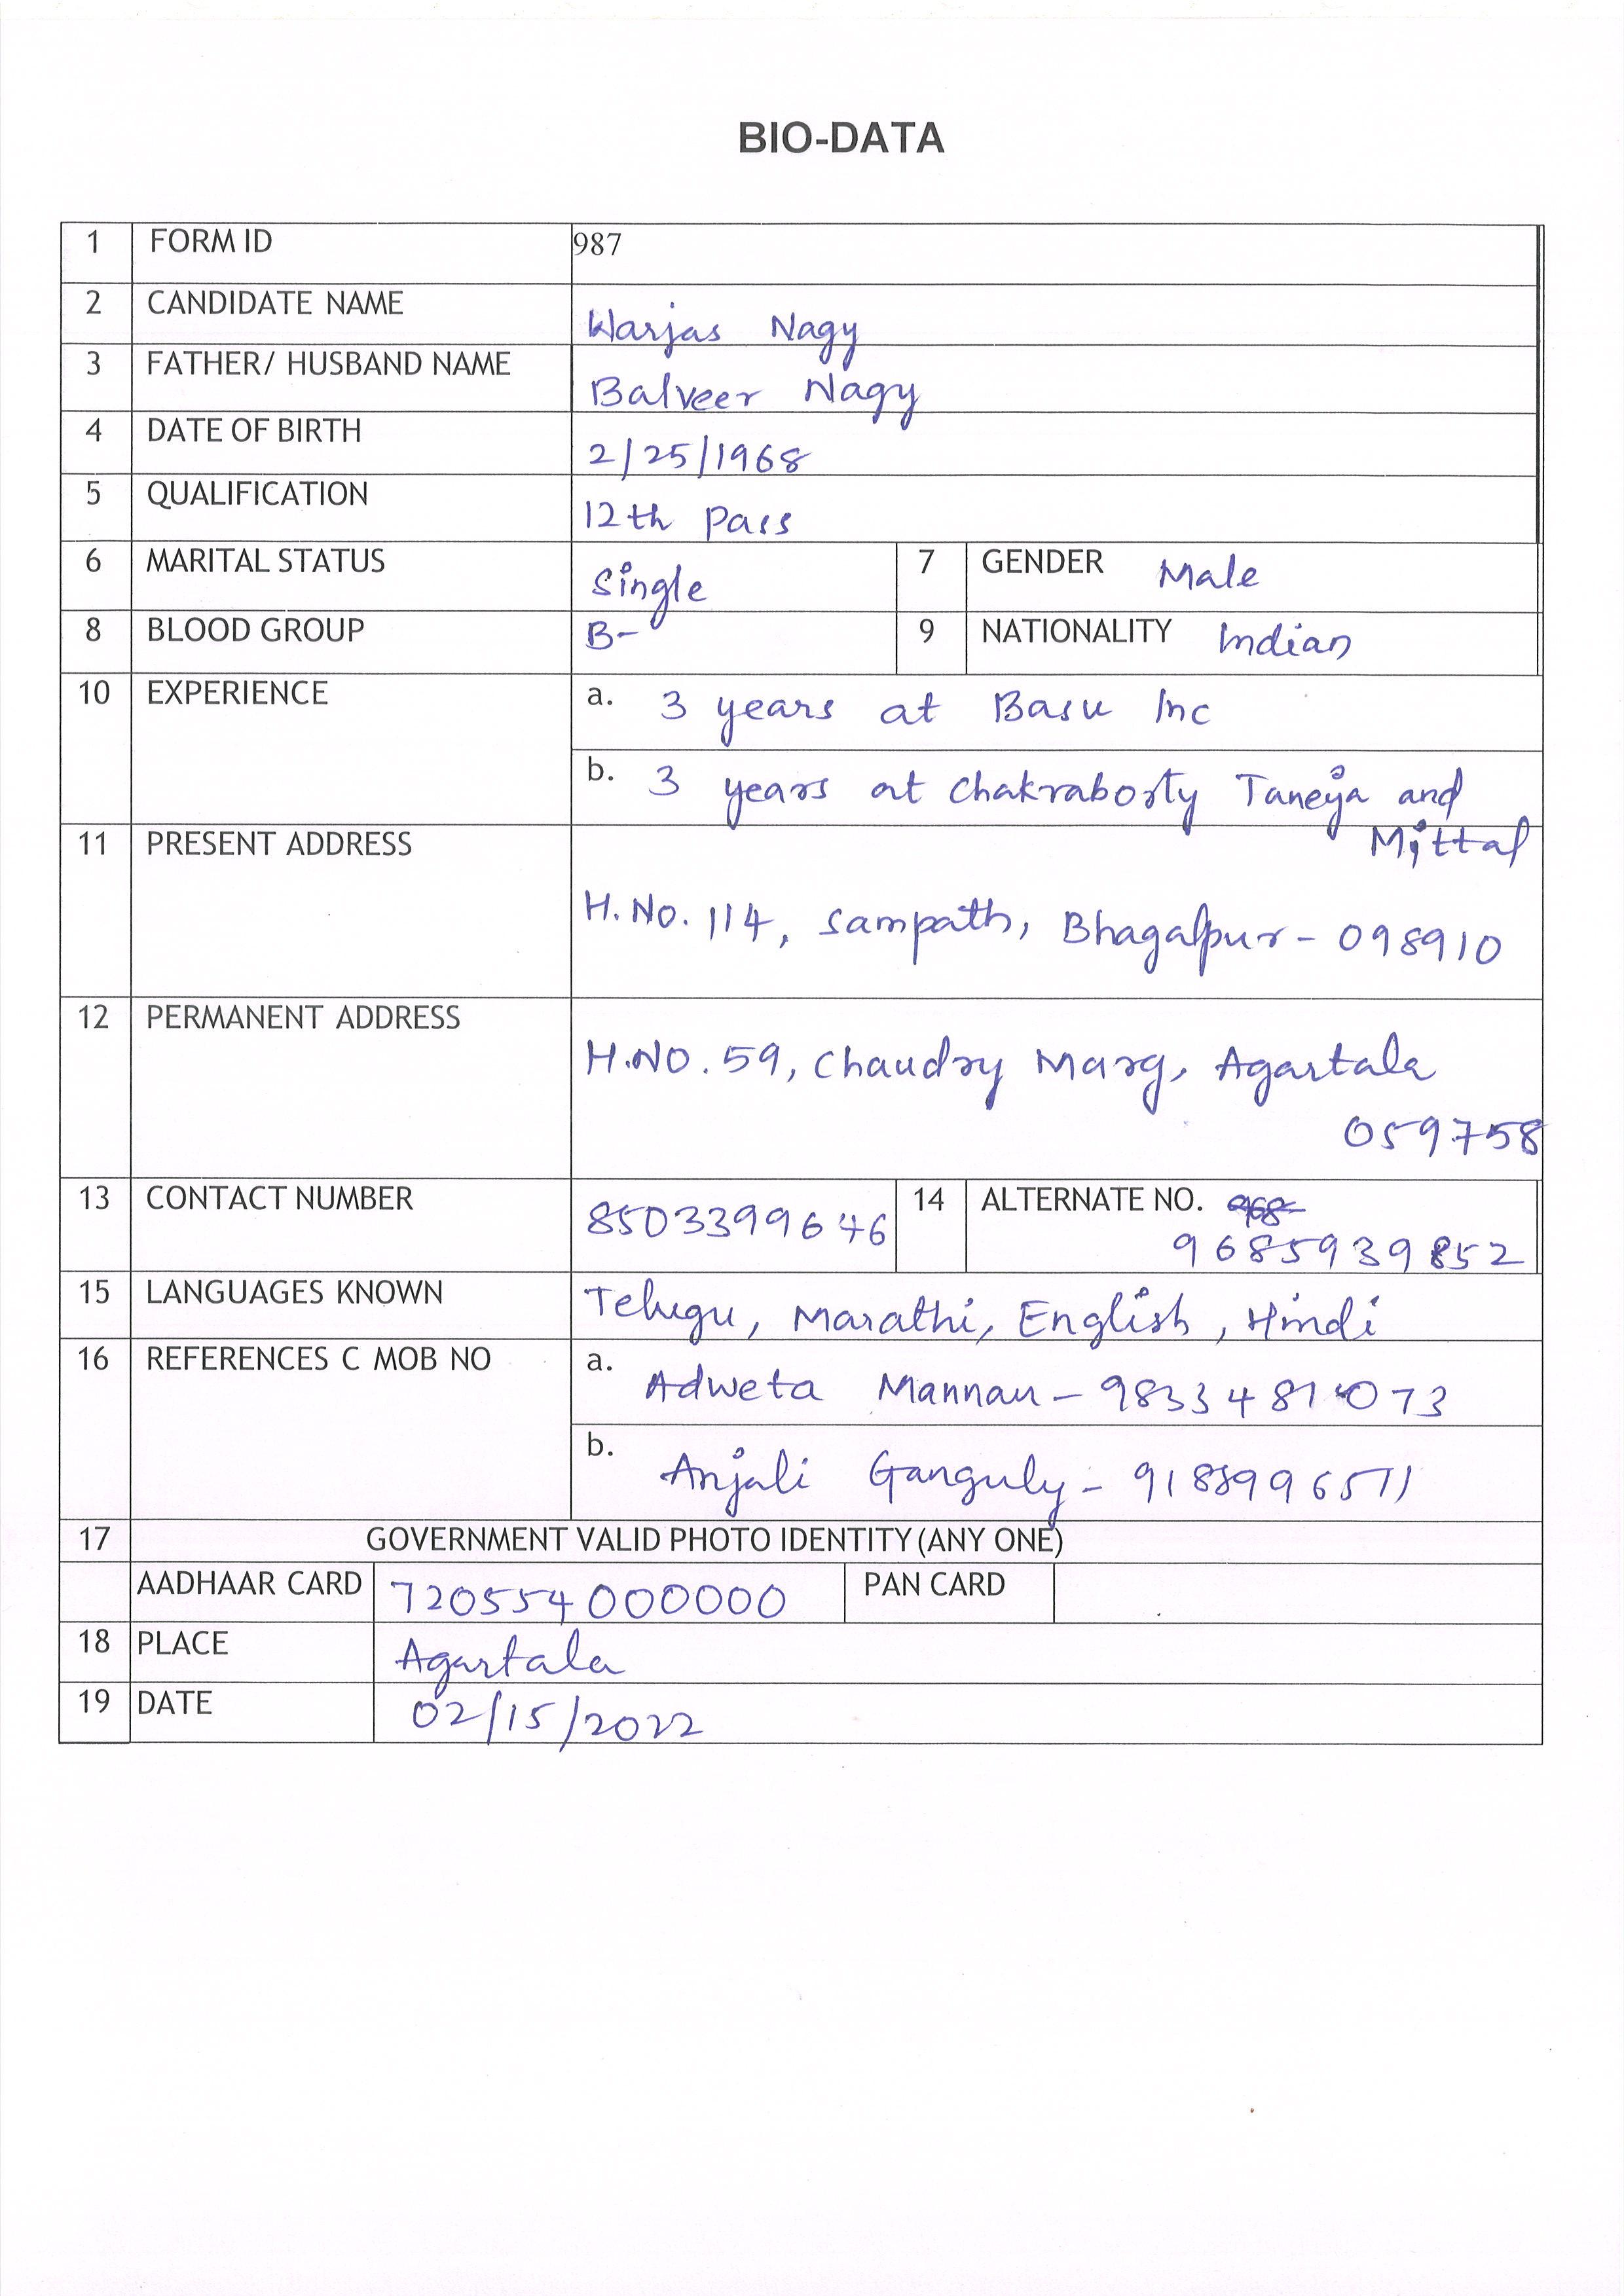 BIO-DATA
1 FORM ID 987
2 CANDIDATE NAME Warjas Nagy
3 FATHER/ HUSBAND NAME Balveer Nagy
4 DATE OF BIRTH 2/25/1968
5 QUALIFICATION 12th Pass
6 MARITAL STATUS Single 7 GENDER Male
8 BLOOD GROUP B- 9 NATIONALITY Indian
10 EXPERIENCE a. 3 years at Basu Inc
b. 3 years at Chakraborty Taneja and
Mittal
11 PRESENT ADDRESS
H.No. 114, Sampath, Bhagalpur - 098910
12 PERMANENT ADDRESS
H.NO. 59, Chaudry Marg, Agartala
059758
13 CONTACT NUMBER 8503399646 14 ALTERNATE NO.
9685939852
15 LANGUAGES KNOWN Telugu, Marathi, English, Hindi
16 REFERENCES C MOB NO a. Adweta Mannan - 9833481073
b. Anjali Ganguly - 9188996511
17 GOVERNMENT VALID PHOTO IDENTITY (ANY ONE)
AADHAAR CARD 720554000000 PAN CARD
18 PLACE Agartala
19 DATE 02/15/2022